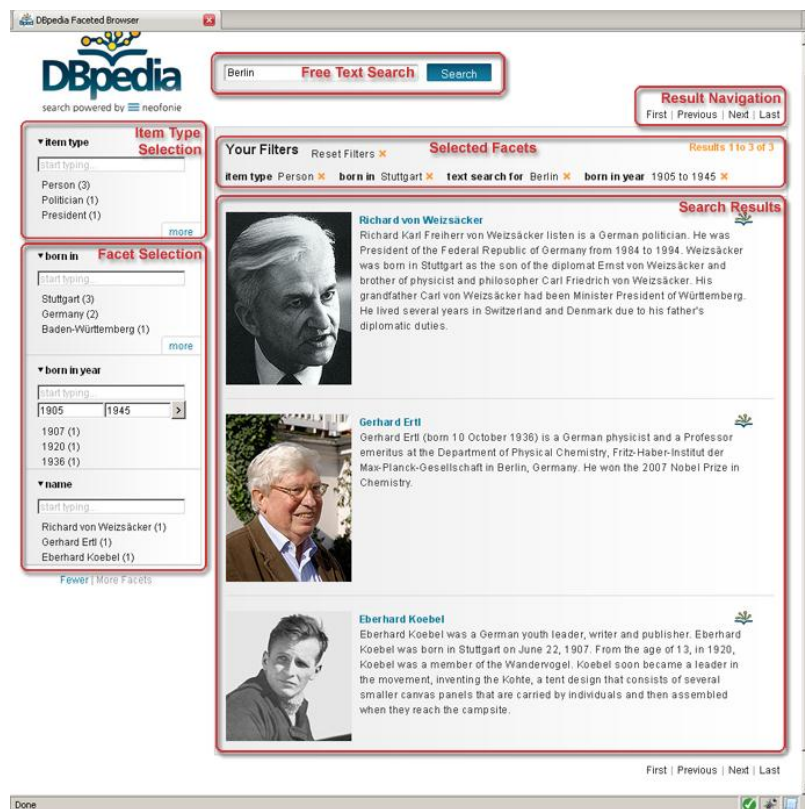 DBpedia Faceted Browser
DBpedia
search powered by neofonie
Berlin
Free Text Search
Search
Result Navigation
First | Previous | Next | Last
Item Type Selection
item type
start typing...
Person (3)
Politician (1)
President (1)
more
Facet Selection
born in
start typing...
Stuttgart (3)
Germany (2)
Baden-Württemberg (1)
more
born in year
start typing...
1905 1945 >
1907 (1)
1920 (1)
1936 (1)
name
start typing...
Richard von Weizsäcker (1)
Gerhard Ertl (1)
Eberhard Koebel (1)
Fewer | More Facets
Your Filters Reset Filters ×
Selected Facets
Results 1 to 3 of 3
item type Person × born in Stuttgart × text search for Berlin × born in year 1905 to 1945 ×
Search Results
Richard von Weizsäcker
Richard Karl Freiherr von Weizsäcker listen is a German politician. He was
President of the Federal Republic of Germany from 1984 to 1994. Weizsäcker
was born in Stuttgart as the son of the diplomat Ernst von Weizsäcker and
brother of physicist and philosopher Carl Friedrich von Weizsäcker. His
grandfather Carl von Weizsäcker had been Minister President of Württemberg.
He lived several years in Switzerland and Denmark due to his father's
diplomatic duties.
Gerhard Ertl
Gerhard Ertl (born 10 October 1936) is a German physicist and a Professor
emeritus at the Department of Physical Chemistry, Fritz-Haber-Institut der
Max-Planck-Gesellschaft in Berlin, Germany. He won the 2007 Nobel Prize in
Chemistry.
Eberhard Koebel
Eberhard Koebel was a German youth leader, writer and publisher. Eberhard
Koebel was born in Stuttgart on June 22, 1907. From the age of 13, in 1920,
Koebel was a member of the Wandervogel. Koebel soon became a leader in
the movement, inventing the Kohte, a tent design that consists of several
smaller canvas panels that are carried by individuals and then assembled
when they reach the campsite.
First | Previous | Next | Last
Done